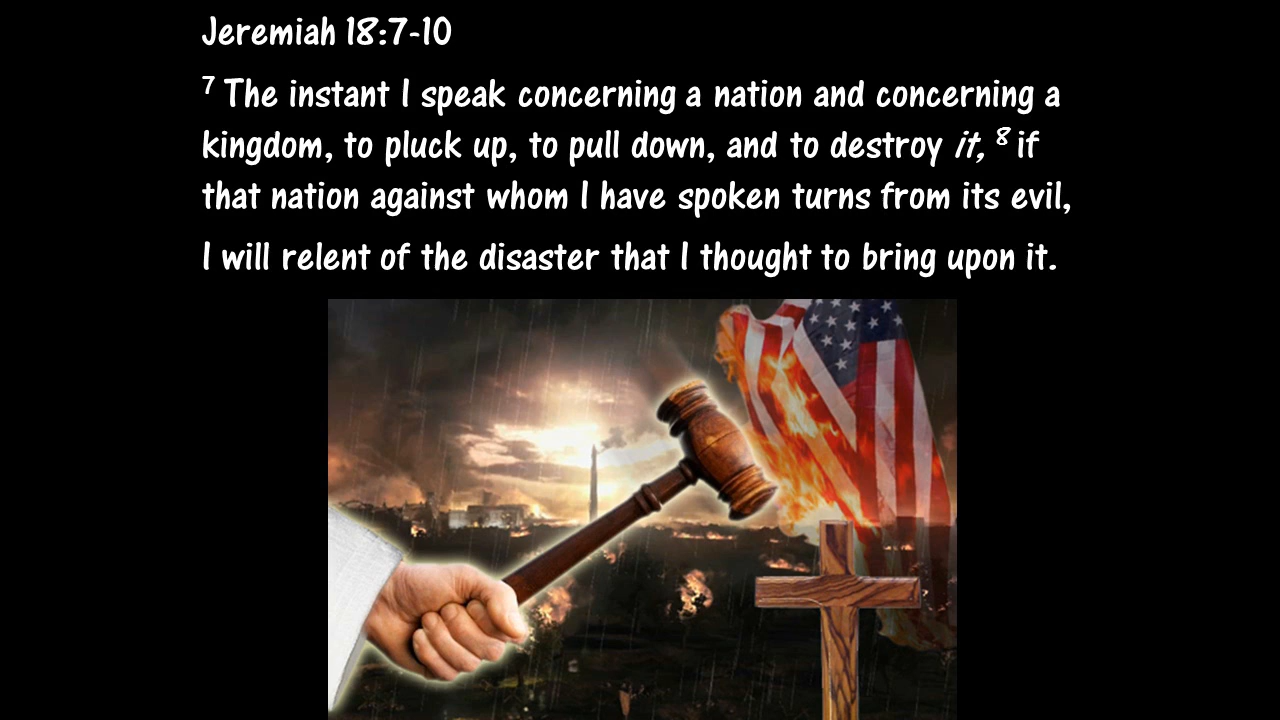 Jeremiah 18:7-10
7 The instant I speak concerning a nation and concerning a
kingdom, to pluck up, to pull down, and to destroy it, 8 if
that nation against whom I have spoken turns from its evil,
I will relent of the disaster that I thought to bring upon it.